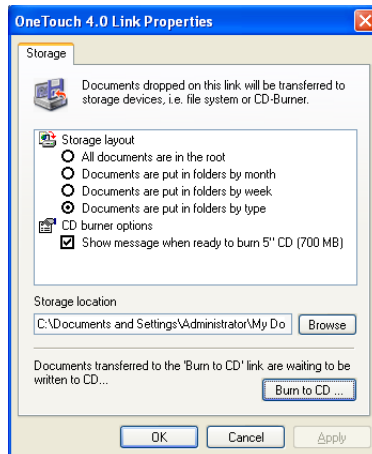 OneTouch 4.0 Link Properties
Storage
Documents dropped on this link will be transferred to
storage devices, i.e. file system or CD-Burner.
Storage layout
All documents are in the root
Documents are put in folders by month
Documents are put in folders by week
Documents are put in folders by type
CD burner options
Show message when ready to burn 5" CD (700 MB)
Storage location
C:\Documents and Settings\Administrator\My Do
Browse
Documents transferred to the 'Burn to CD' link are waiting to be
written to CD...
Burn to CD ...
OK Cancel Apply